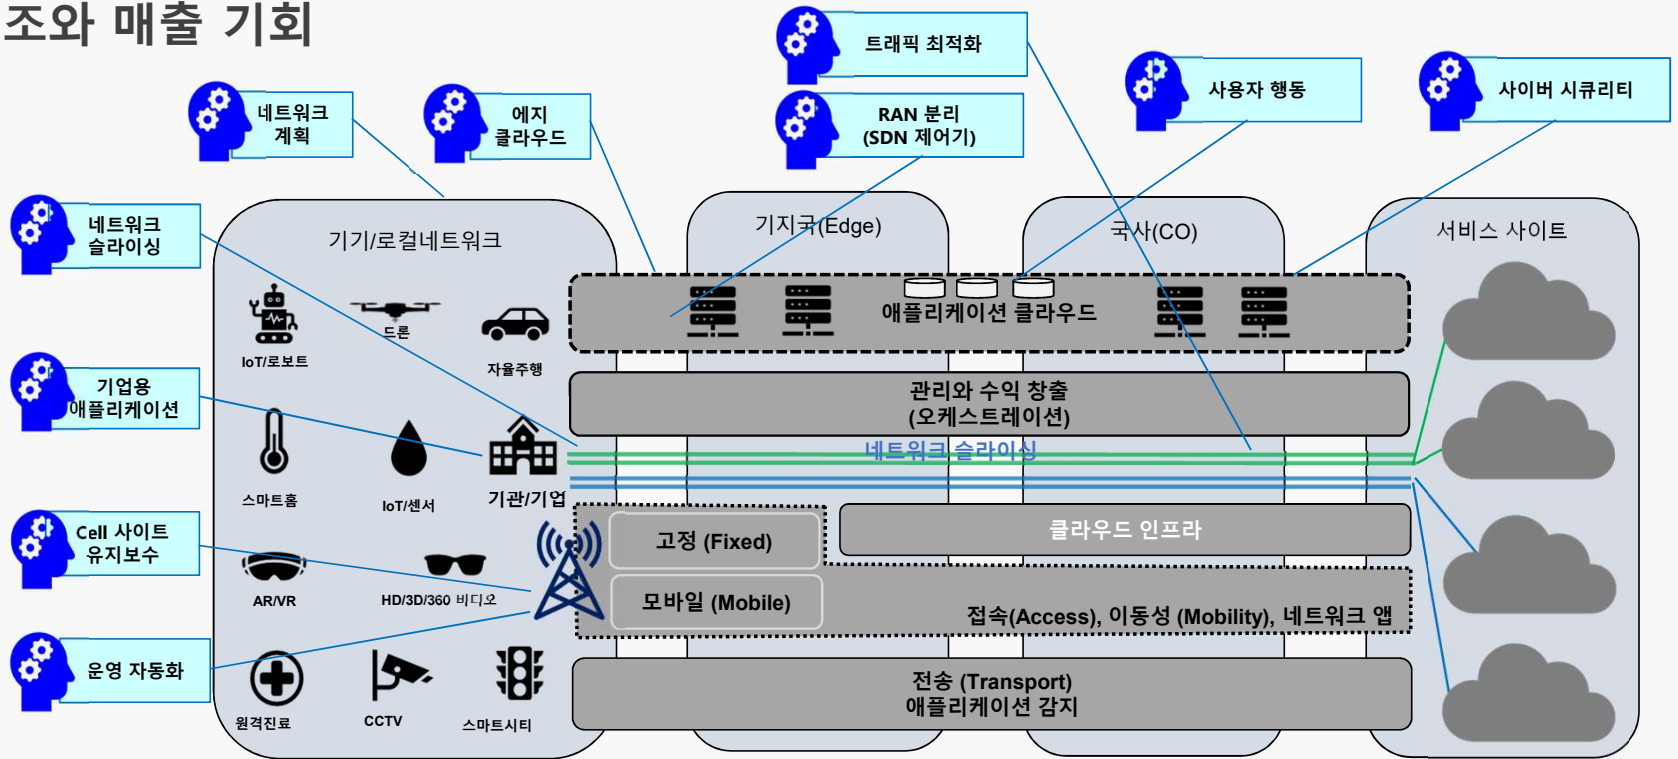 조와 매출 기회
트래픽 최적화
사용자 행동
사이버 시큐리티
네트워크
계획
에지
클라우드
RAN 분리
(SDN 제어기)
네트워크
슬라이싱
기기/로컬네트워크
기지국(Edge)
국사(CO)
서비스 사이트
드론
IoT/로보트
자율주행
애플리케이션 클라우드
기업용
애플리케이션
관리와 수익 창출
(오케스트레이션)
네트워크 슬라이싱
스마트홈
IoT/센서
기관/기업
Cell 사이트
유지보수
고정 (Fixed)
클라우드 인프라
AR/VR
HD/3D/360 비디오
모바일 (Mobile)
접속(Access), 이동성 (Mobility), 네트워크 앱
운영 자동화
원격진료
CCTV
스마트시티
전송 (Transport)
애플리케이션 감지